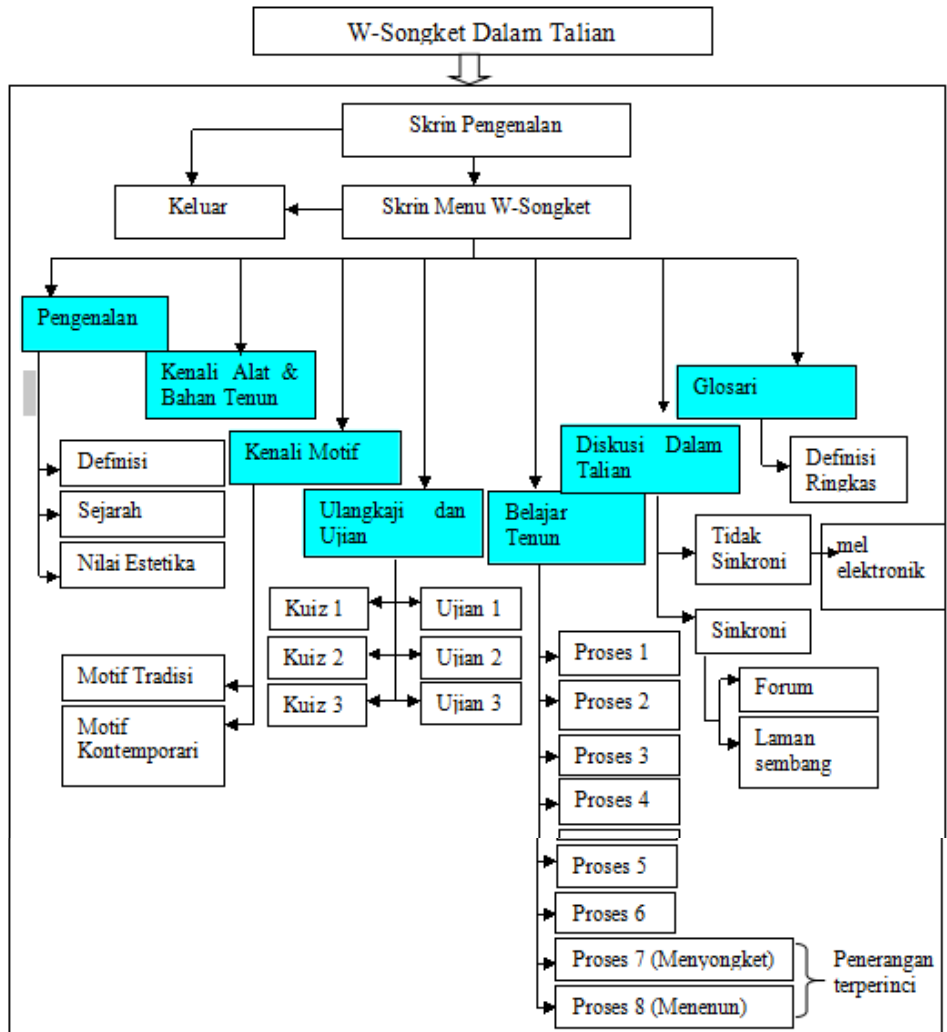 W-Songket Dalam Talian
Skrin Pengenalan
Keluar
Skrin Menu W-Songket
Pengenalan
Kenali Alat &
Bahan Tenun
Glosari
Kenali Motif
Diskusi Dalam
Talian
Definisi
Definisi
Ringkas
Sejarah
Ulangkaji dan
Ujian
Belajar
Tenun
Nilai Estetika
Tidak
Sinkroni
mel
elektronik
Kuiz 1
Ujian 1
Sinkroni
Kuiz 2
Ujian 2
Proses 1
Motif Tradisi
Kuiz 3
Ujian 3
Proses 2
Forum
Motif
Kontemporari
Proses 3
Laman
sembang
Proses 4
Proses 5
Proses 6
Proses 7 (Menyongket)
Proses 8 (Menenun)
Penerangan
terperinci